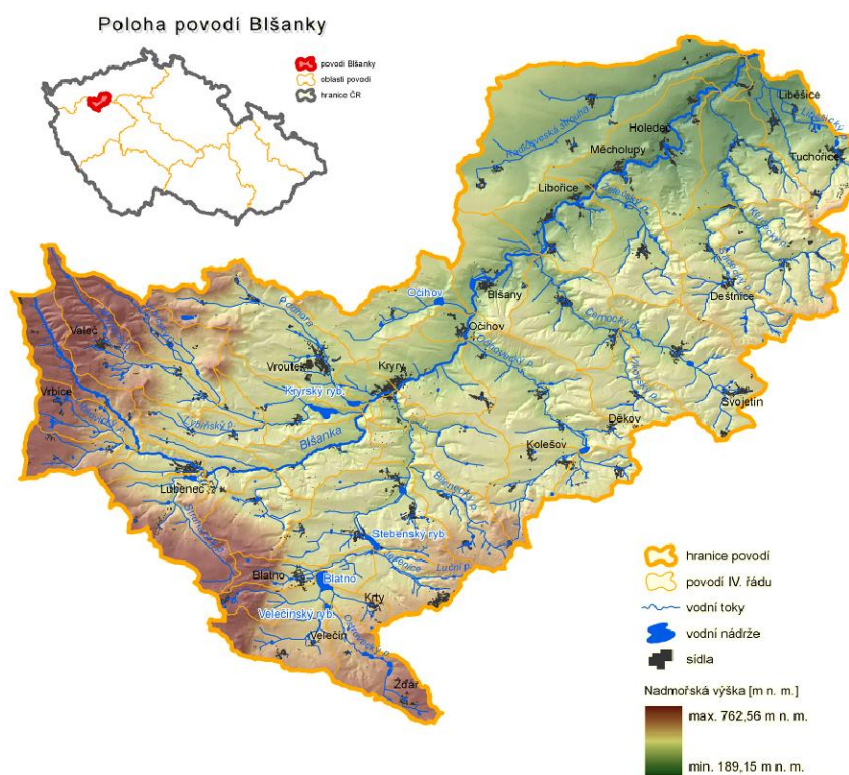 Poloha povodí Blšanky
povodí Blšanky
oblasti povodí
hranice ČR
Liběšice
Holedeč
Měcholupy
Tuchořice
Libořice
Očihov
Blšany
Deštnice
Valeč
Očihov
Vroutek
Kryry
Vrbice
Kryrský ryb.
Svojetín
Děkov
Blšanka
Kolešov
Lubenec
Stebenský ryb
Luční p.
Blatno
Blatno
Krty
Velečínský ryb.
Velečín
Žďár
hranice povodí
povodí IV. řádu
vodní toky
vodní nádrže
sídla
Nadmořská výška [m n. m.]
max. 762,56 m n. m.
min. 189,15 m n. m.